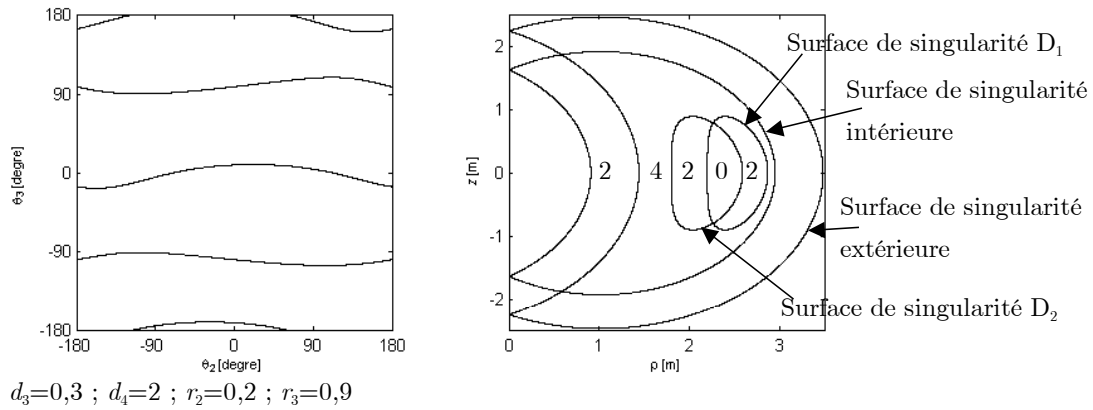 180
90
0
-90
-180
θ3 [degre]
-180 -90 0 90 180
θ2 [degre]
2
1
0
-1
-2
z [m]
2 4 2 0 2
0 1 2 3
ρ [m]
Surface de singularité D1
Surface de singularité
intérieure
Surface de singularité
extérieure
Surface de singularité D2
d3=0,3 ; d4=2 ; r2=0,2 ; r3=0,9